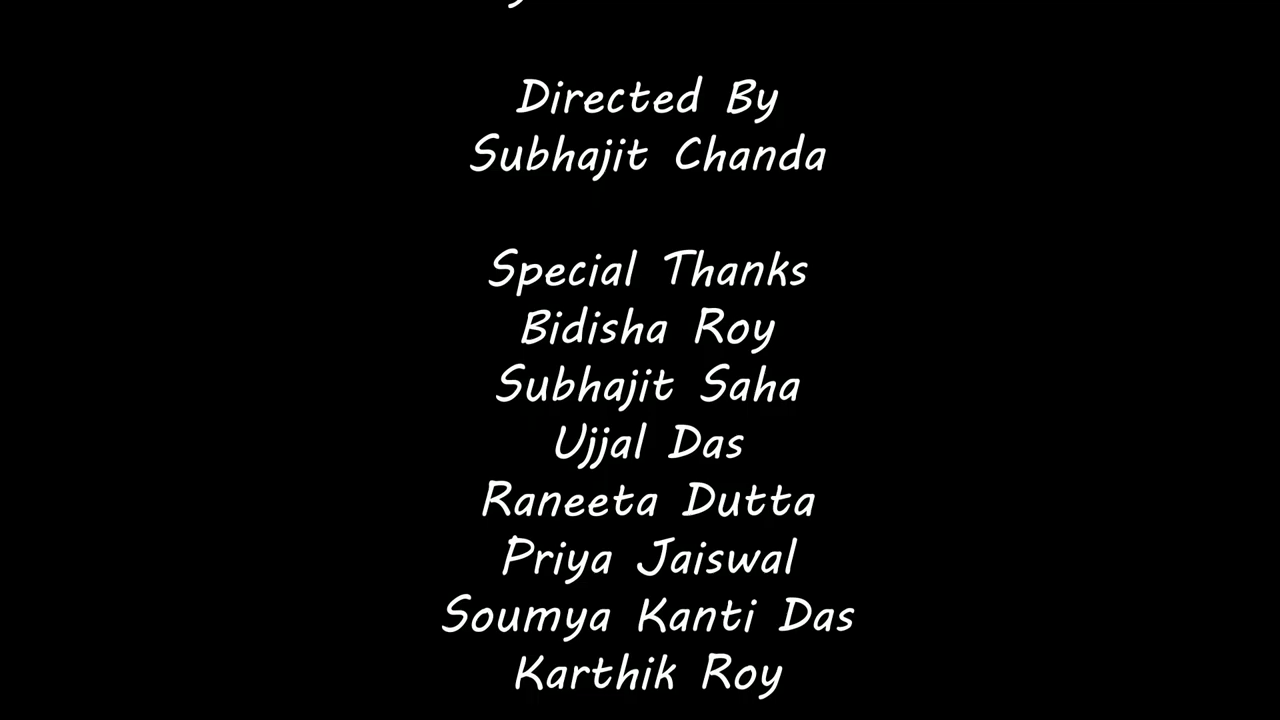 Directed By
Subhajit Chanda
Special Thanks
Bidisha Roy
Subhajit Saha
Ujjal Das
Raneeta Dutta
Priya Jaiswal
Soumya Kanti Das
Karthik Roy